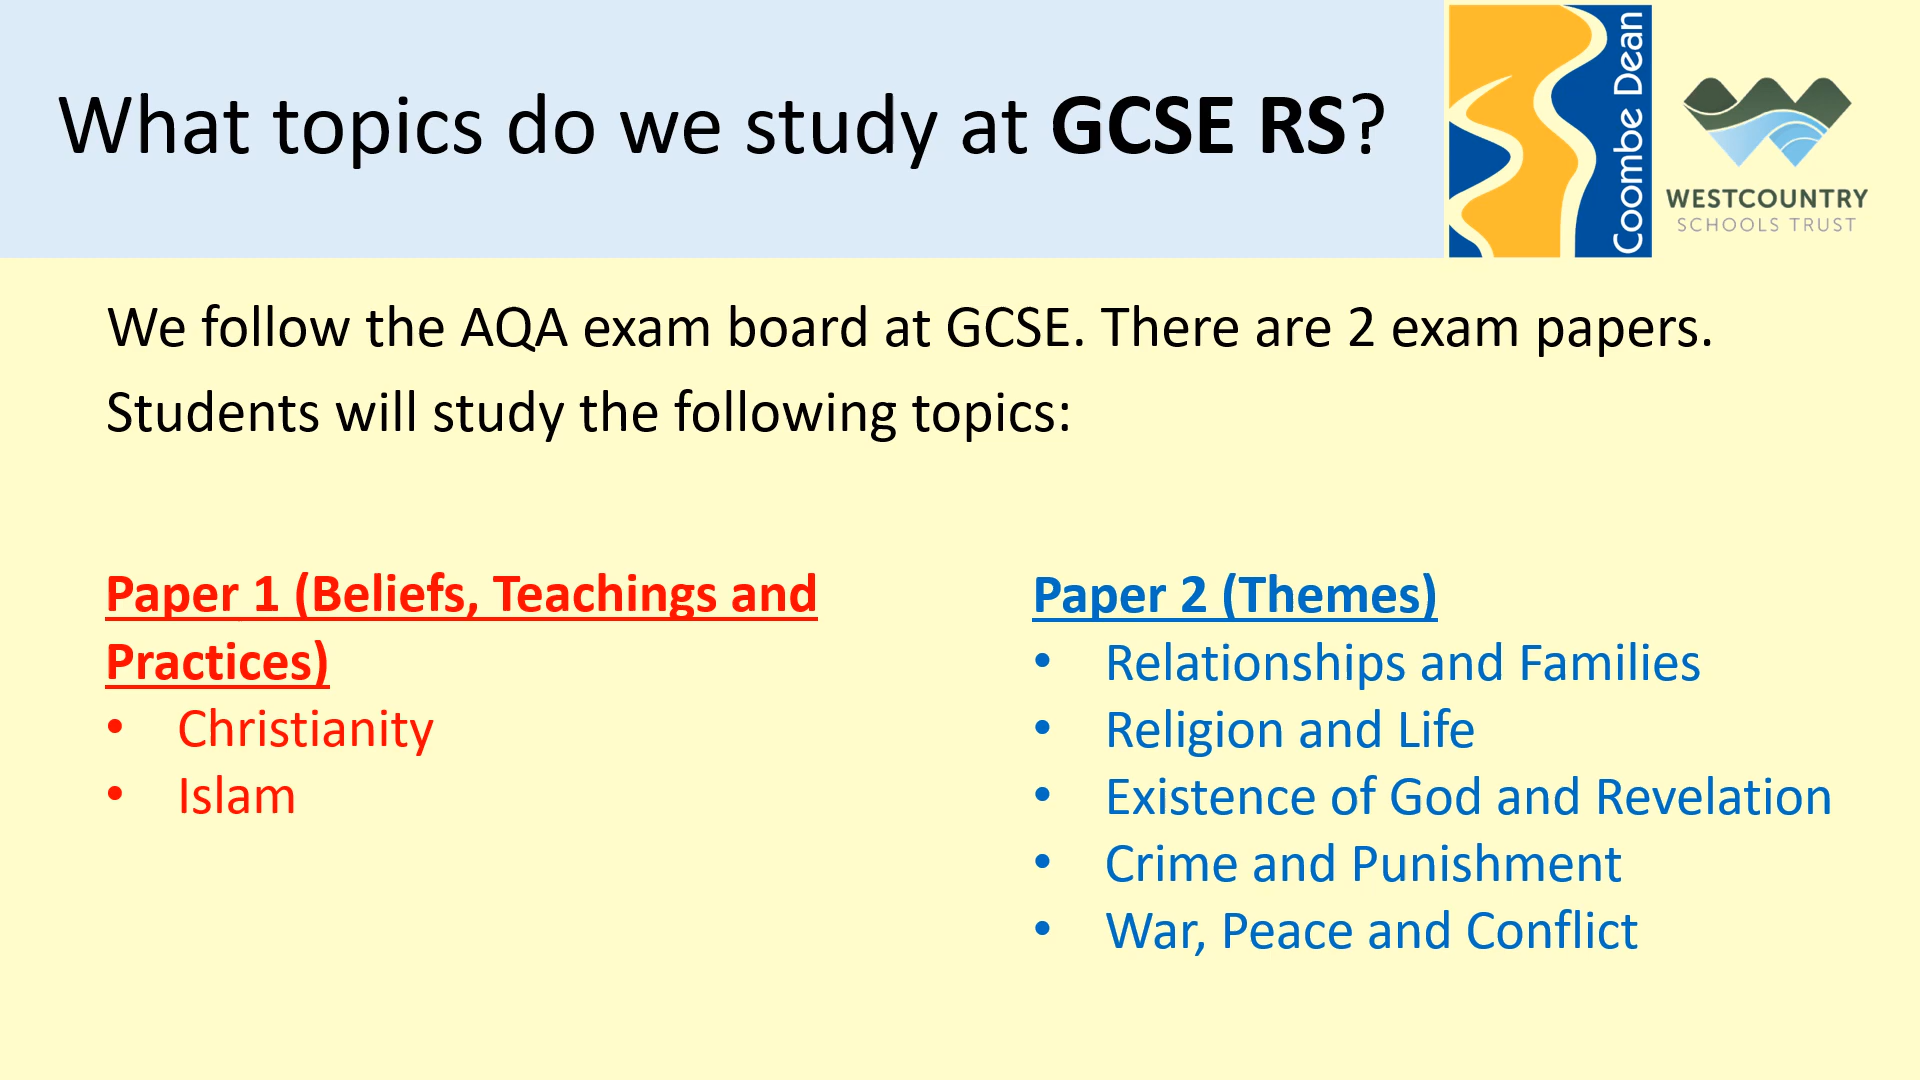 What topics do we study at GCSE RS?
Coombe Dean
WESTCOUNTRY
SCHOOLS TRUST
We follow the AQA exam board at GCSE. There are 2 exam papers.
Students will study the following topics:
Paper 1 (Beliefs, Teachings and
Practices)
• Christianity
• Islam
Paper 2 (Themes)
• Relationships and Families
• Religion and Life
• Existence of God and Revelation
• Crime and Punishment
• War, Peace and Conflict